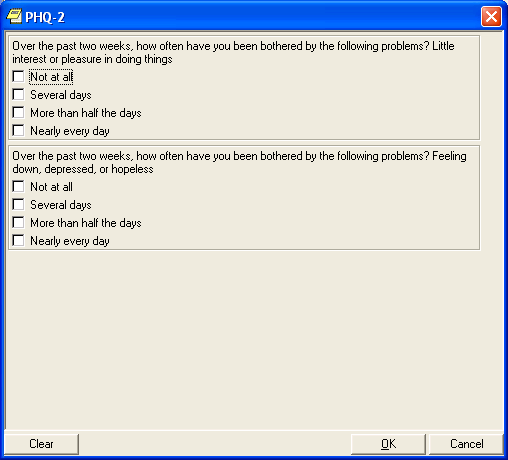 PHQ-2
Over the past two weeks, how often have you been bothered by the following problems? Little
interest or pleasure in doing things
Not at all
Several days
More than half the days
Nearly every day
Over the past two weeks, how often have you been bothered by the following problems? Feeling
down, depressed, or hopeless
Not at all
Several days
More than half the days
Nearly every day
Clear
OK
Cancel